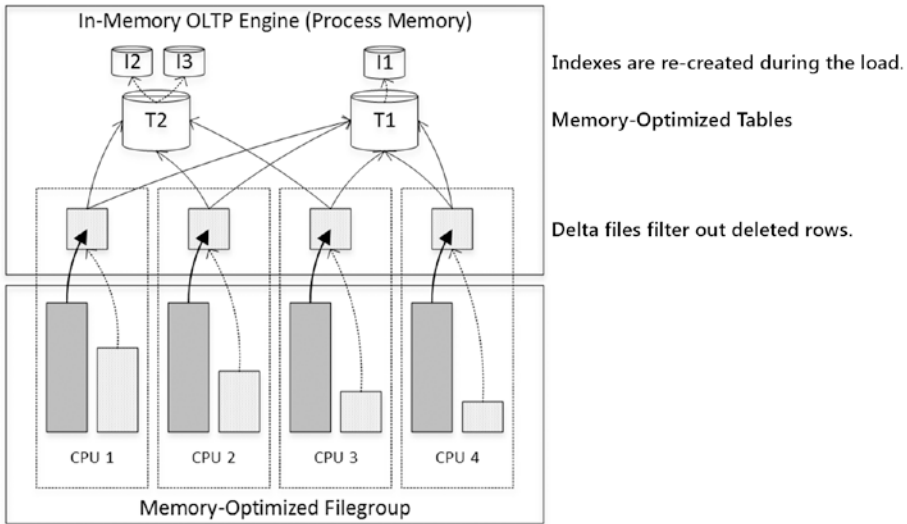 In-Memory OLTP Engine (Process Memory)
I2
I3
I1
Indexes are re-created during the load.
T2
T1
Memory-Optimized Tables
Delta files filter out deleted rows.
CPU 1
CPU 2
CPU 3
CPU 4
Memory-Optimized Filegroup